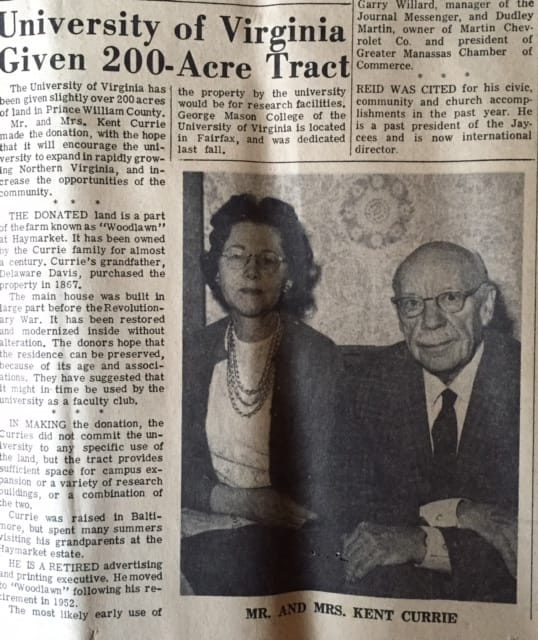 University of Virginia
Given 200-Acre Tract
The University of Virginia has
been given slightly over 200 acres
of land in Prince William County.
Mr. and Mrs. Kent Currie
made the donation, with the hope
that it will encourage the uni-
versity to expand in rapidly grow-
ing Northern Virginia, and in-
crease the opportunities of the
community.
* * *
THE DONATED land is a part
of the farm known as "Woodlawn"
at Haymarket. It has been owned
by the Currie family for almost
a century. Currie's grandfather,
Delaware Davis, purchased the
property in 1867.
The main house was built in
large part before the Revolution-
ary War. It has been restored
and modernized inside without
alteration. The donors hope that
the residence can be preserved,
because of its age and associ-
ations. They have suggested that
it might in time be used by the
university as a faculty club.
* * *
IN MAKING the donation, the
Curries did not commit the un-
iversity to any specific use of
the land, but the tract provides
sufficient space for campus ex-
pansion or a variety of research
buildings, or a combination of
the two.
Currie was raised in Balti-
more, but spent many summers
visiting his grandparents at the
Haymarket estate.
HE IS A RETIRED advertising
and printing executive. He moved
to "Woodlawn" following his re-
tirement in 1952.
The most likely early use of
the property by the university
would be for research facilities.
George Mason College of the
University of Virginia is located
in Fairfax, and was dedicated
last fall.
Garry Willard, manager of the
Journal Messenger, and Dudley
Martin, owner of Martin Chev-
rolet Co. and president of
Greater Manassas Chamber of
Commerce.
* * *
REID WAS CITED for his civic,
community and church accomp-
lishments in the past year. He
is a past president of the Jay-
cees and is now international
director.
MR. AND MRS. KENT CURRIE